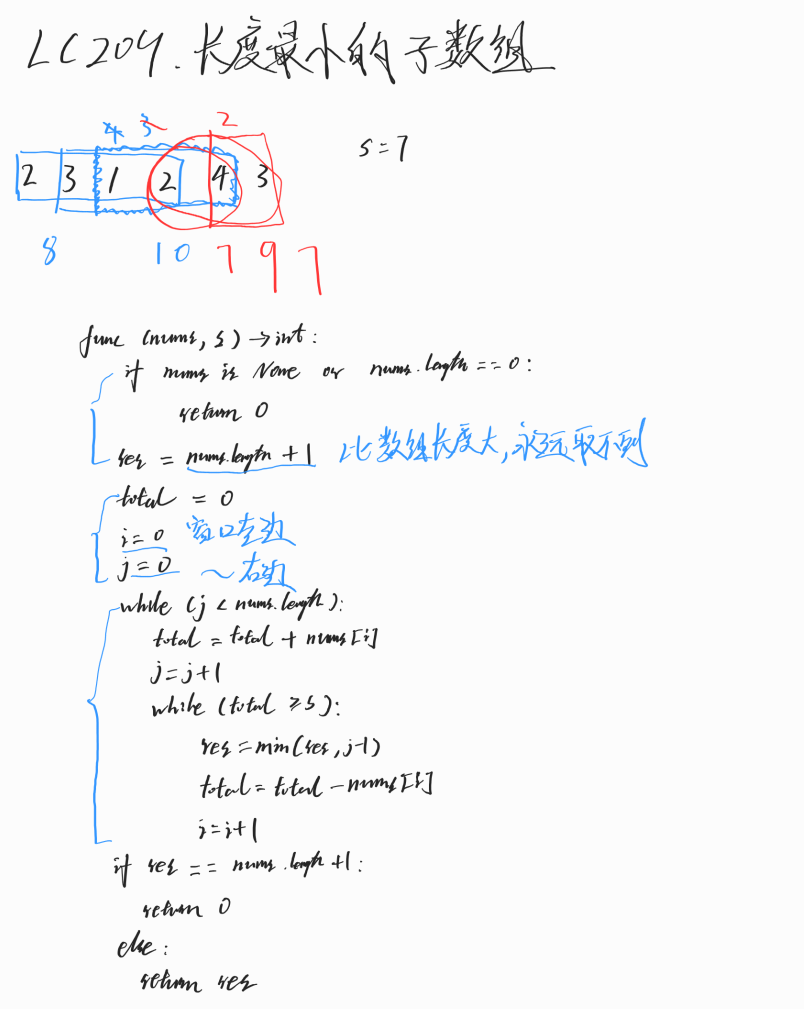 LC209.长度最小的子数组
4 3 2
s=7
2 3 1 2 4 3
8 10 7 9 7
func (nums, s) → int:
if nums is None or nums.length == 0:
return 0
res = nums.length + 1 比数组长度大,永远取不到
total = 0
i = 0 窗口左边
j = 0 ~右边
while (j < nums.length):
total = total + nums[i]
j = j+1
while (total ≥ s):
res = min(res, j-1)
total = total - nums[i]
i = i+1
if res == nums.length +1:
return 0
else:
return res